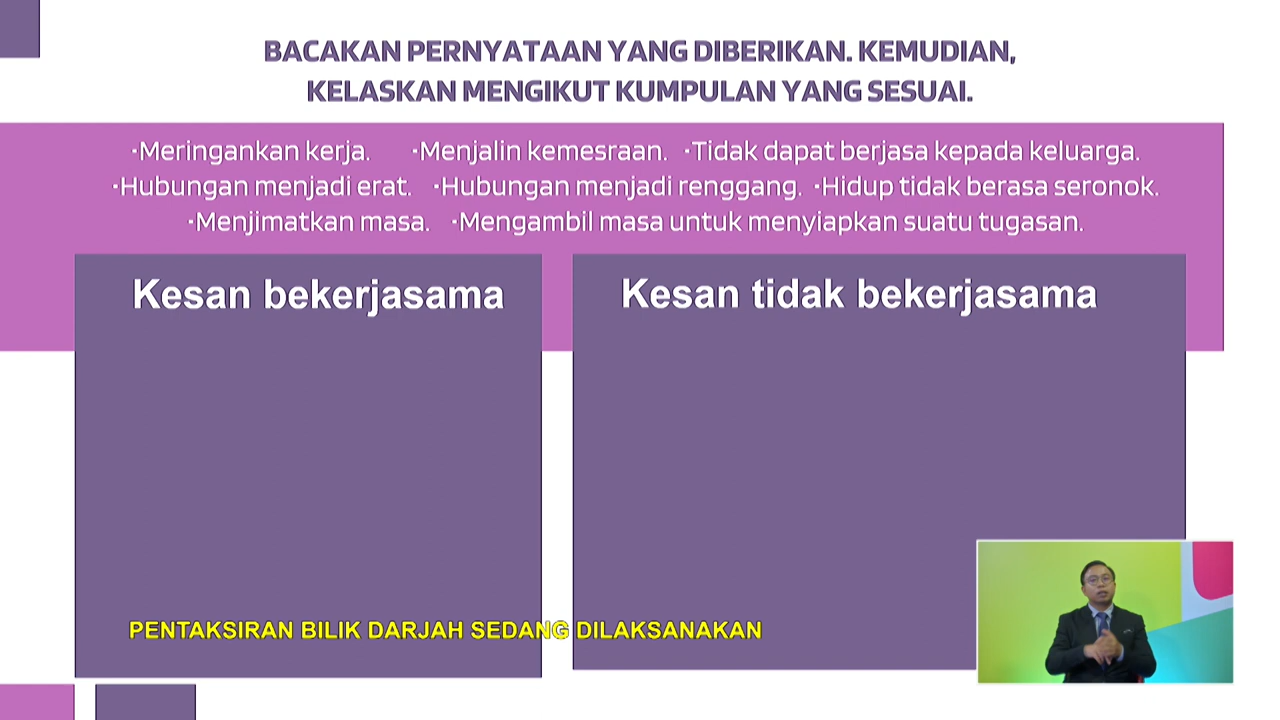 BACAKAN PERNYATAAN YANG DIBERIKAN. KEMUDIAN,
KELASKAN MENGIKUT KUMPULAN YANG SESUAI.
•Meringankan kerja. •Menjalin kemesraan. •Tidak dapat berjasa kepada keluarga.
•Hubungan menjadi erat. •Hubungan menjadi renggang. •Hidup tidak berasa seronok.
•Menjimatkan masa. •Mengambil masa untuk menyiapkan suatu tugasan.
Kesan bekerjasama
Kesan tidak bekerjasama
PENTAKSIRAN BILIK DARJAH SEDANG DILAKSANAKAN